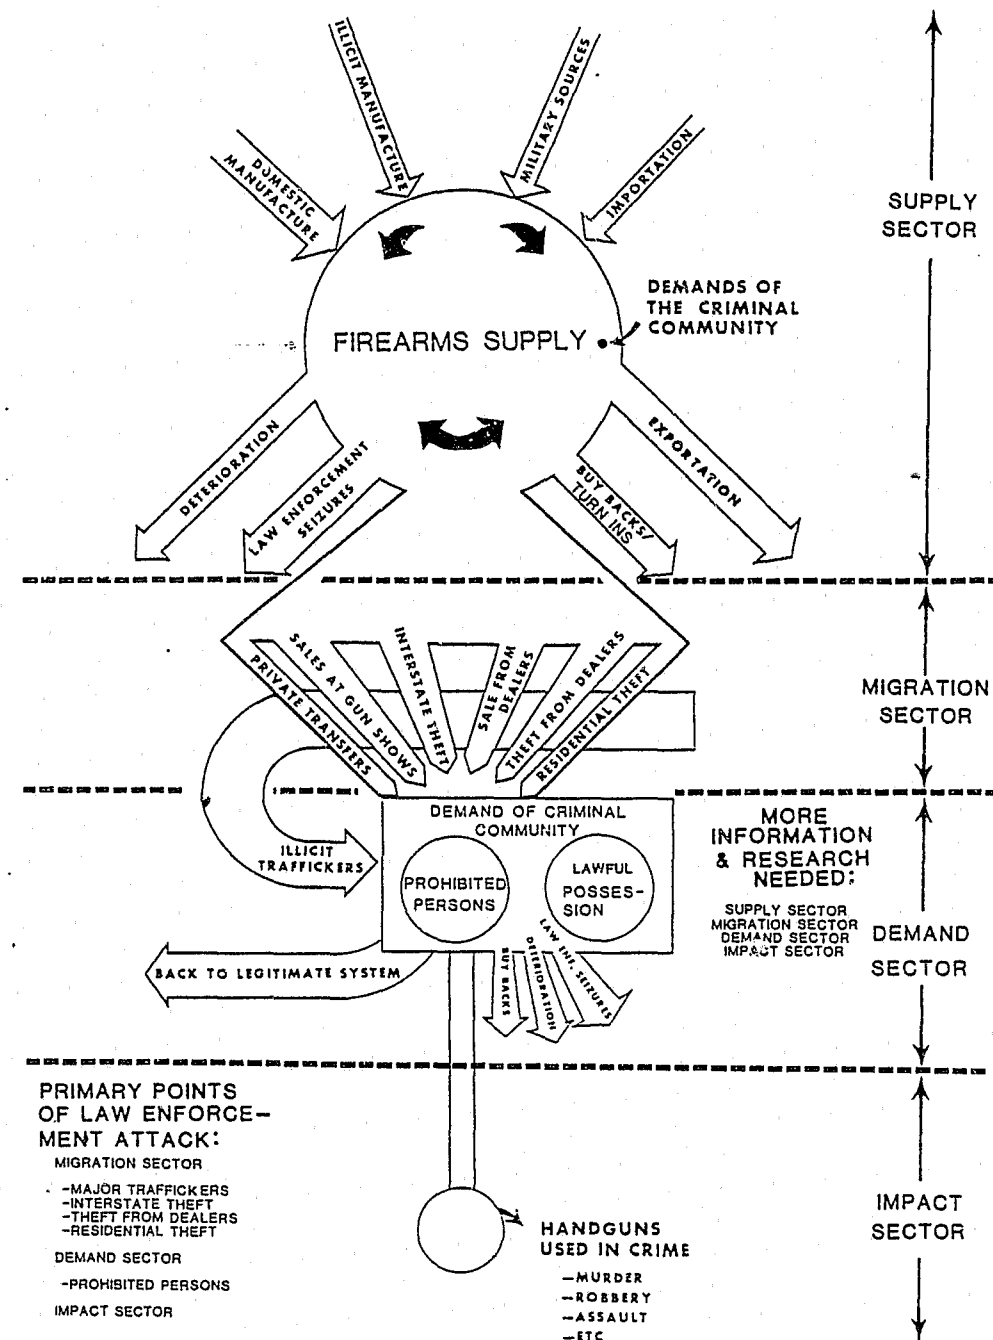 ILLICIT MANUFACTURE
MILITARY SOURCES
DOMESTIC
MANUFACTURE
IMPORTATION
SUPPLY
SECTOR
DEMANDS OF
THE CRIMINAL
COMMUNITY
FIREARMS SUPPLY
DETERIORATION
LAW ENFORCEMENT
SEIZURES
BUY BACKS/
TURN INS
EXPORTATION
PRIVATE TRANSFERS
SALES AT GUN SHOWS
INTERSTATE THEFT
SALE FROM
DEALERS
THEFT FROM DEALERS
RESIDENTIAL THEFT
MIGRATION
SECTOR
ILLICIT
TRAFFICKERS
DEMAND OF CRIMINAL
COMMUNITY
PROHIBITED
PERSONS
LAWFUL
POSSES-
SION
MORE
INFORMATION
& RESEARCH
NEEDED:
SUPPLY SECTOR
MIGRATION SECTOR
DEMAND SECTOR
IMPACT SECTOR
DEMAND
SECTOR
BACK TO LEGITIMATE SYSTEM
BUY BACKS
DETERIORATION
LAW ENF. SEIZURES
PRIMARY POINTS
OF LAW ENFORCE-
MENT ATTACK:
MIGRATION SECTOR
-MAJOR TRAFFICKERS
-INTERSTATE THEFT
-THEFT FROM DEALERS
-RESIDENTIAL THEFT
DEMAND SECTOR
-PROHIBITED PERSONS
IMPACT SECTOR
HANDGUNS
USED IN CRIME
-MURDER
-ROBBERY
-ASSAULT
-ETC
IMPACT
SECTOR